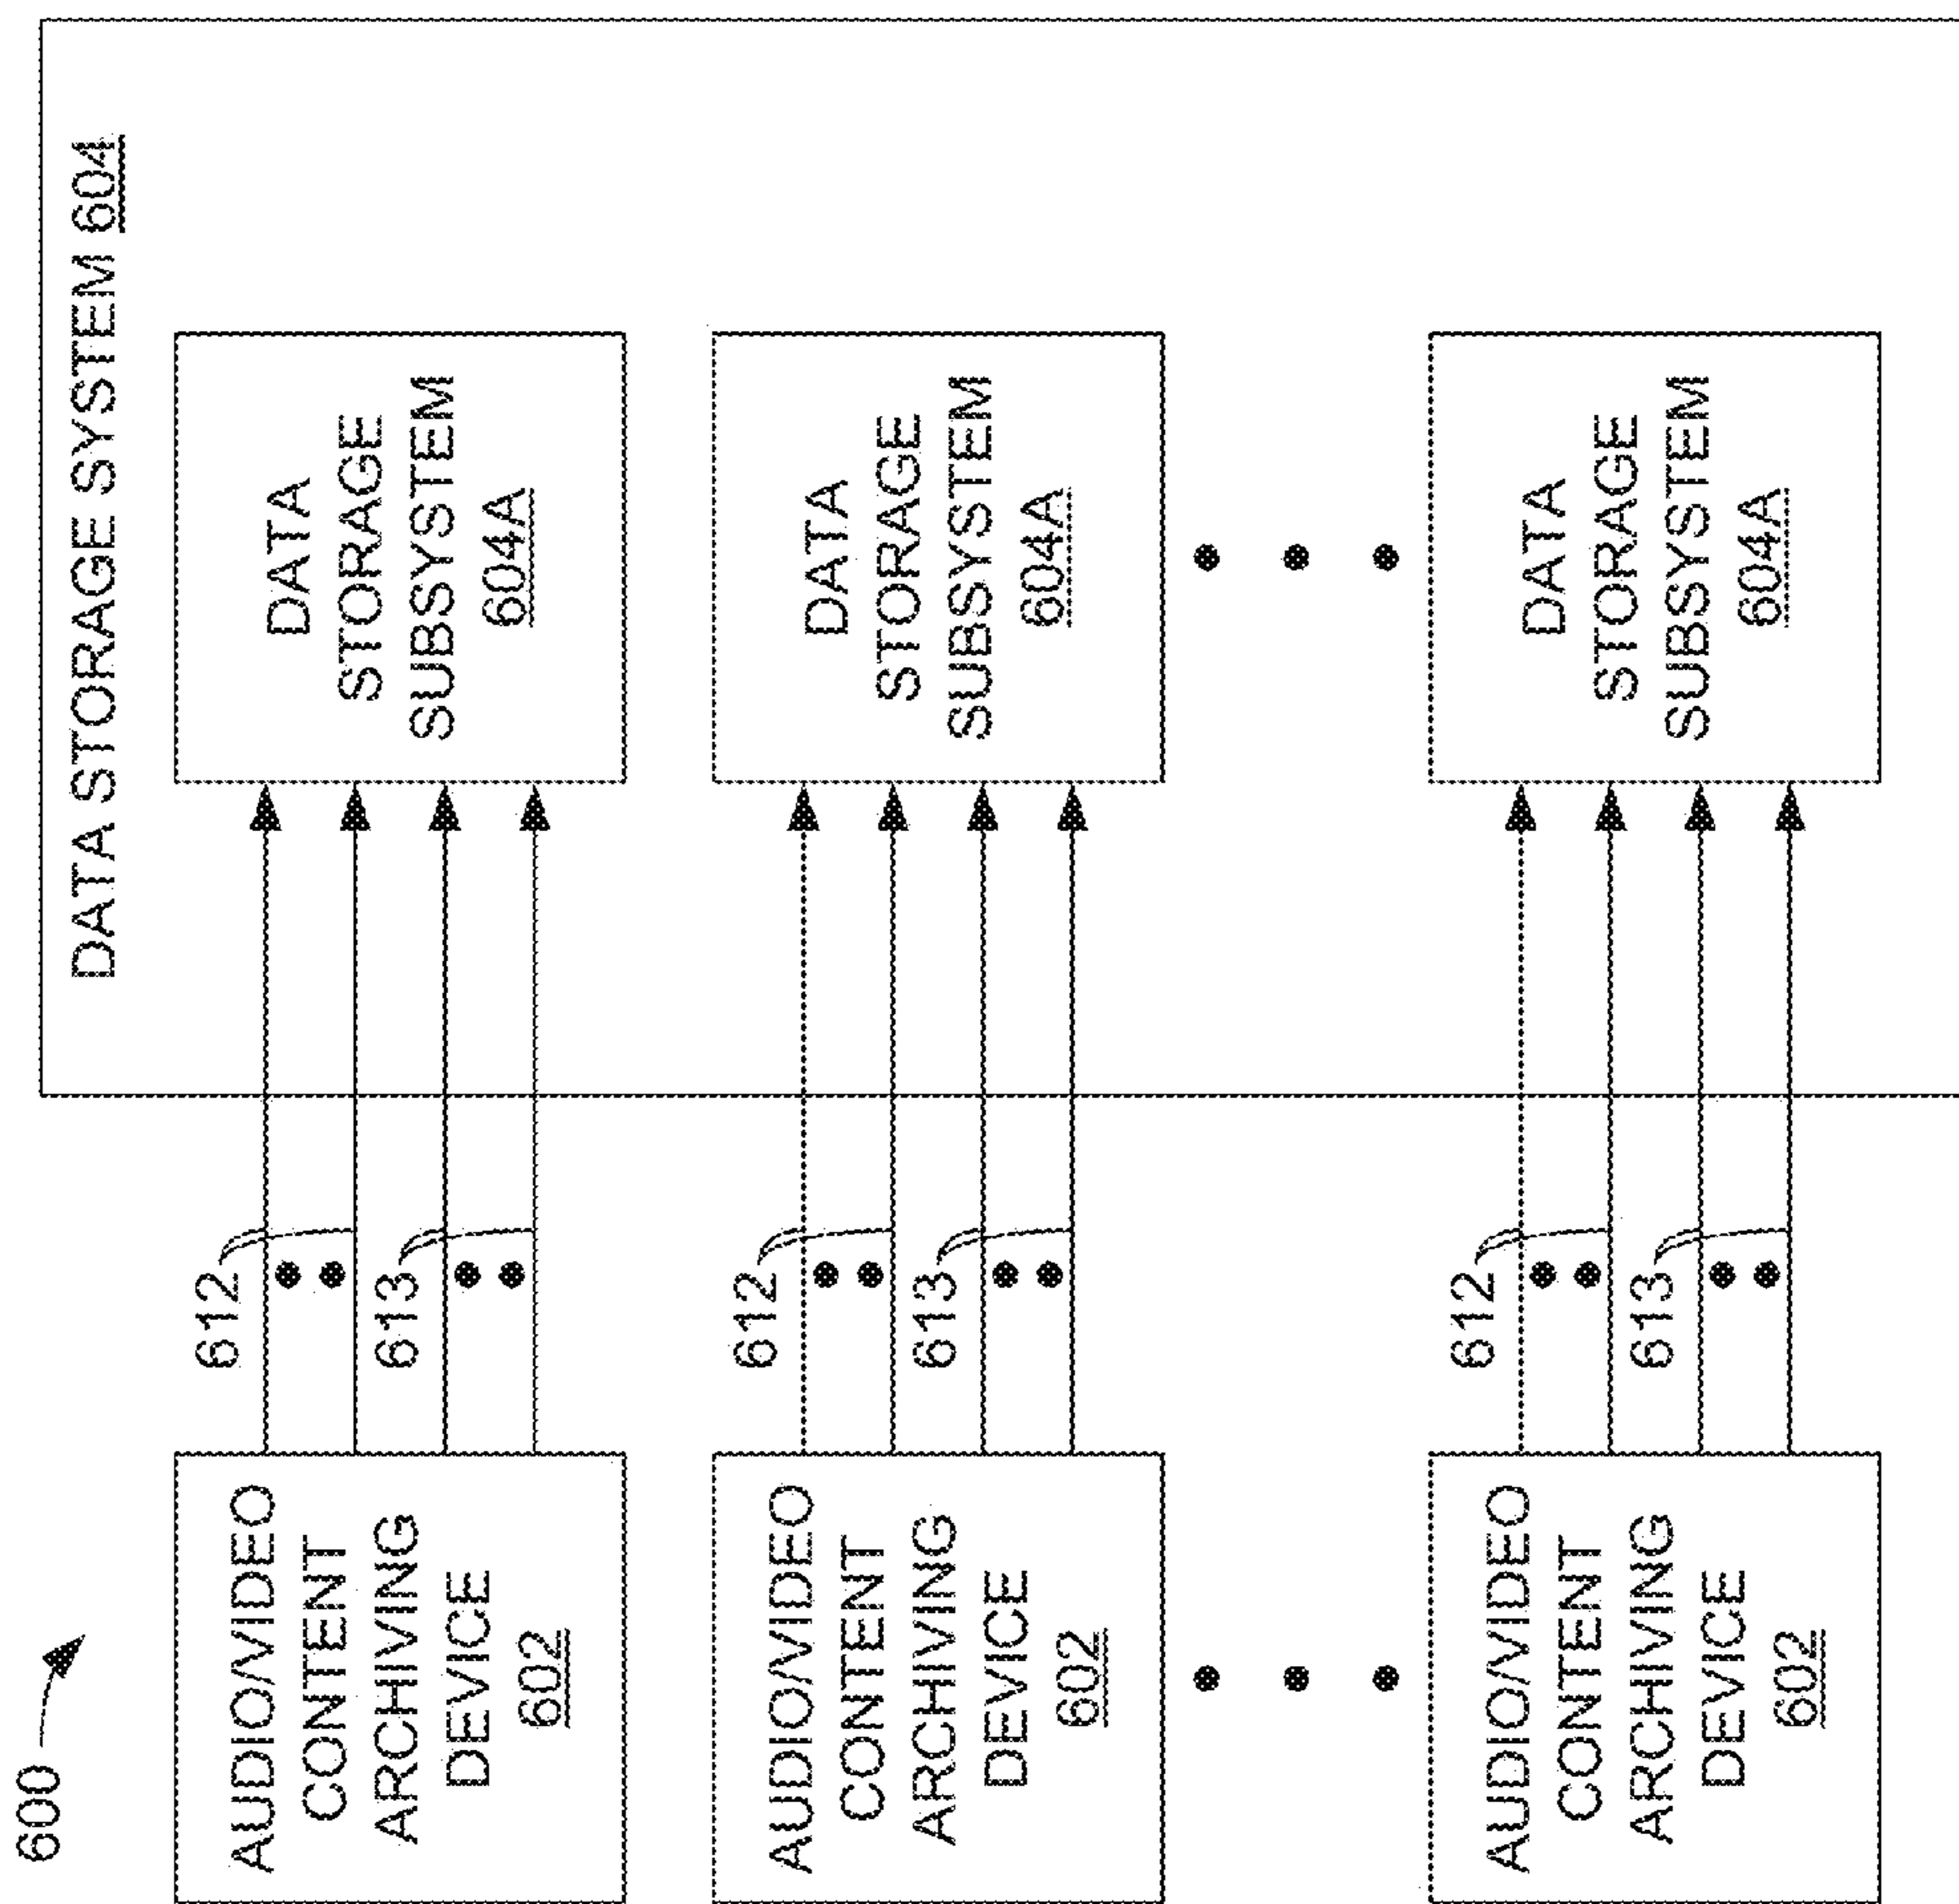 600
DATA STORAGE SYSTEM 604
AUDIO/VIDEO
CONTENT
ARCHIVING
DEVICE
602
612
613
DATA
STORAGE
SUBSYSTEM
604A
AUDIO/VIDEO
CONTENT
ARCHIVING
DEVICE
602
612
613
DATA
STORAGE
SUBSYSTEM
604A
AUDIO/VIDEO
CONTENT
ARCHIVING
DEVICE
602
612
613
DATA
STORAGE
SUBSYSTEM
604A